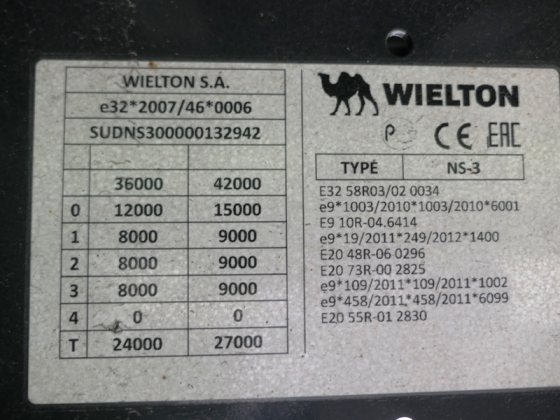 WIELTON S.A.
e32*2007/46*0006
SUDNS300000132942
36000 42000
0 12000 15000
1 8000 9000
2 8000 9000
3 8000 9000
4 0 0
T 24000 27000
WIELTON
P CE EAC
TYPE NS-3
E32 58R03/02 0034
e9*1003/2010*1003/2010*6001
E9 10R-04.6414
e9*19/2011*249/2012*1400
E20 48R-06 0296
E20 73R-00 2825
e9*109/2011*109/2011*1002
e9*458/2011*458/2011*6099
E20 55R-01 2830